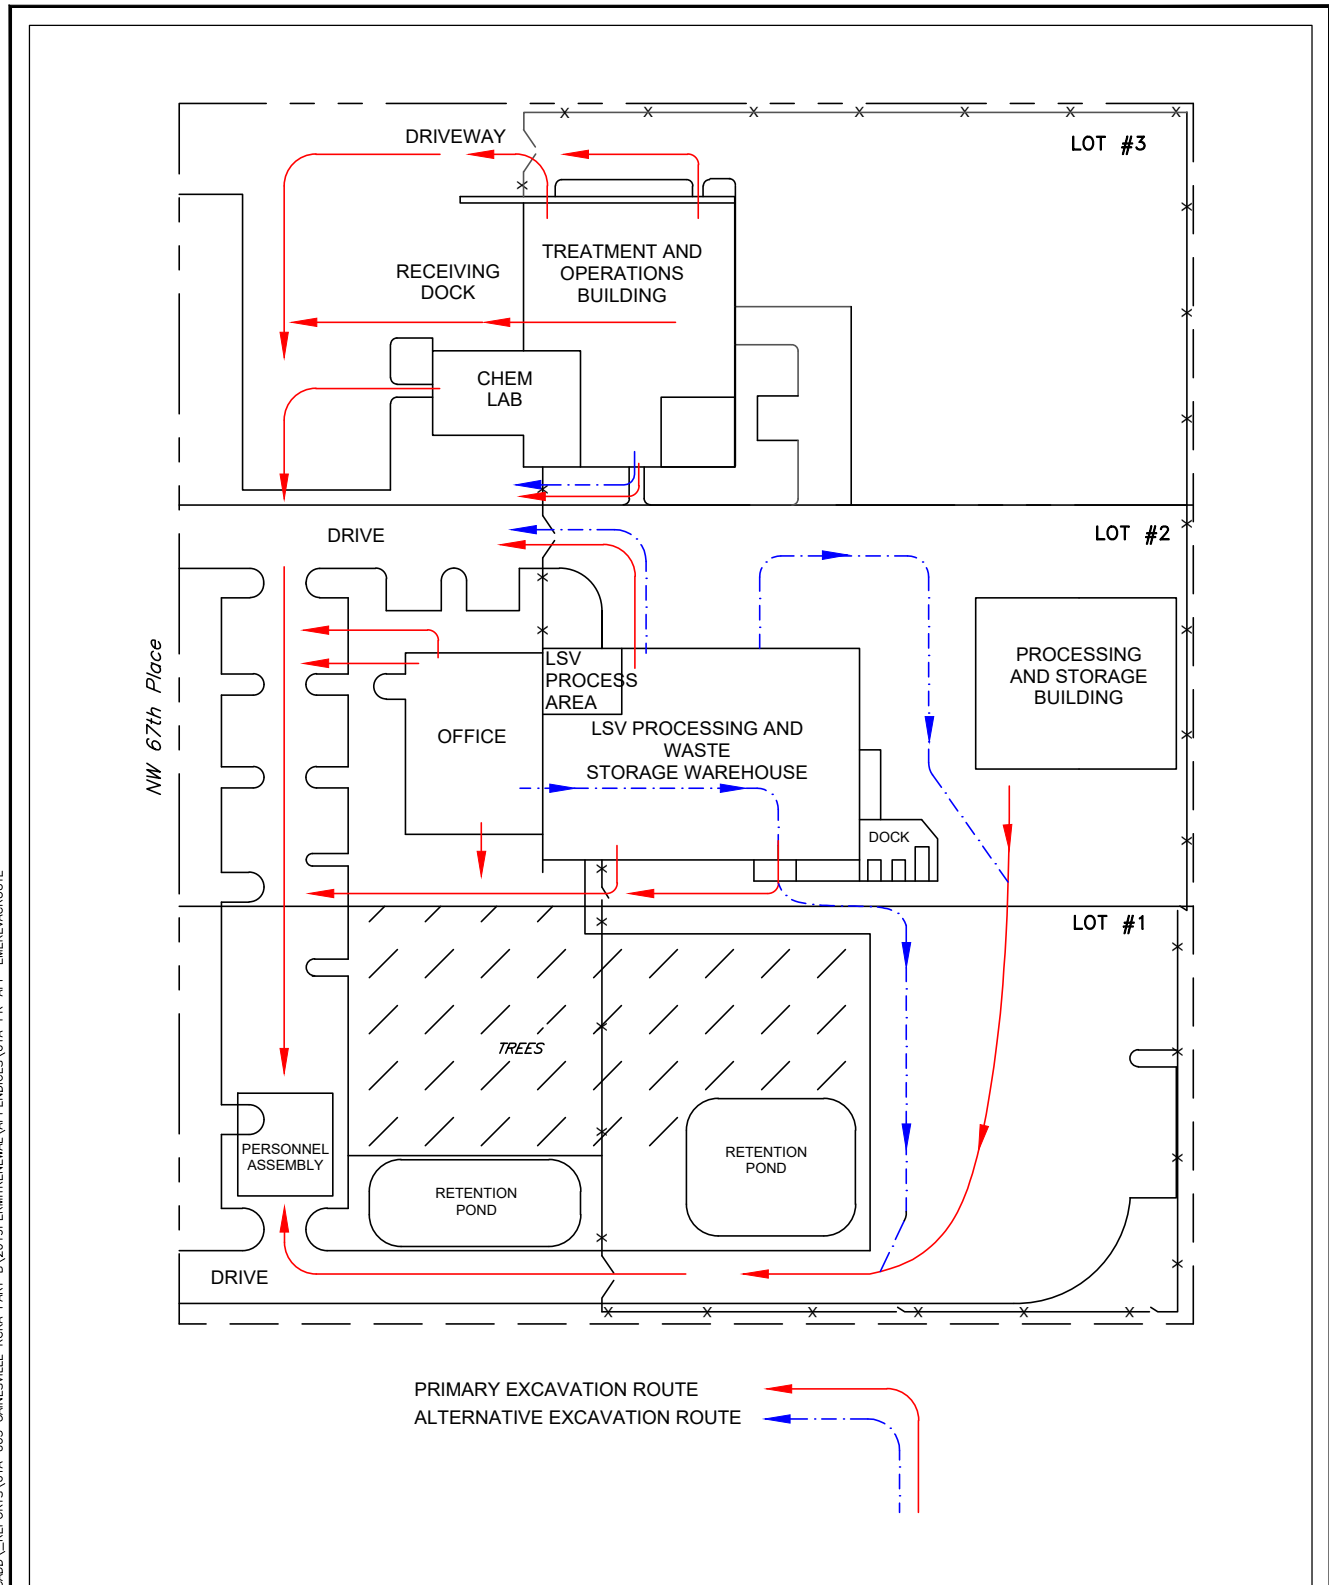 DRIVEWAY
LOT #3
TREATMENT AND
OPERATIONS
BUILDING
RECEIVING
DOCK
CHEM
LAB
DRIVE
LOT #2
NW 67th Place
LSV
PROCESS
AREA
PROCESSING
AND STORAGE
BUILDING
OFFICE
LSV PROCESSING AND
WASTE
STORAGE WAREHOUSE
DOCK
LOT #1
TREES
PERSONNEL
ASSEMBLY
RETENTION
POND
RETENTION
POND
DRIVE
PRIMARY EXCAVATION ROUTE
ALTERNATIVE EXCAVATION ROUTE